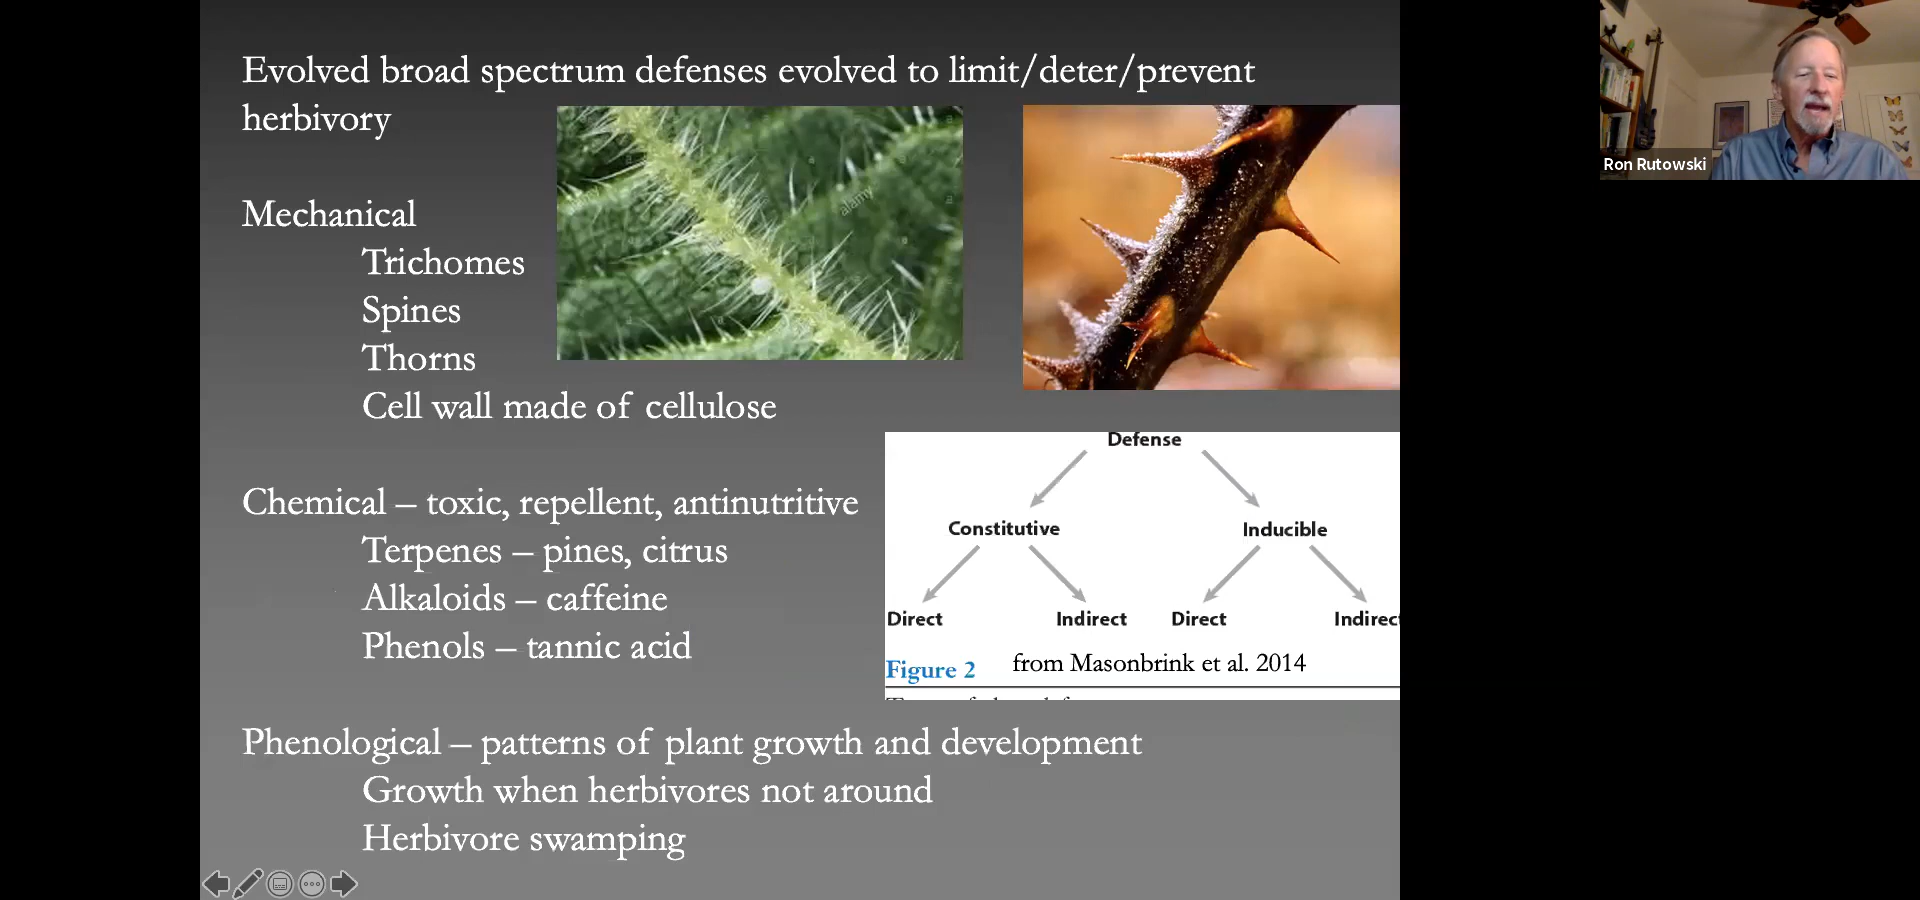 Evolved broad spectrum defenses evolved to limit/deter/prevent
herbivory
Mechanical
Trichomes
Spines
Thorns
Cell wall made of cellulose
Chemical – toxic, repellent, antinutritive
Terpenes – pines, citrus
Alkaloids – caffeine
Phenols – tannic acid
Phenological – patterns of plant growth and development
Growth when herbivores not around
Herbivore swamping
alamy
Defense
Constitutive Inducible
Direct Indirect Direct Indirect
Figure 2 from Masonbrink et al. 2014
Ron Rutowski